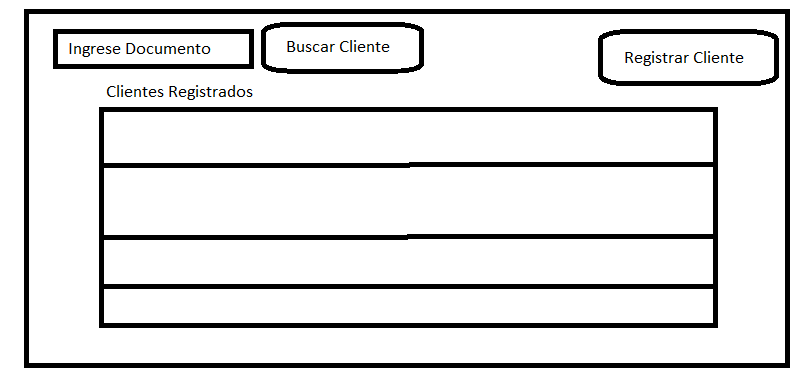 Ingrese Documento
Buscar Cliente
Registrar Cliente
Clientes Registrados